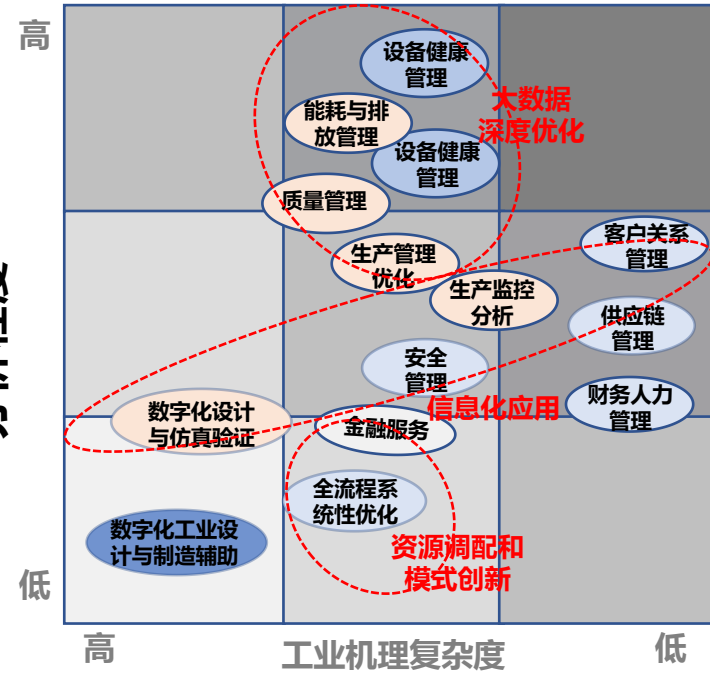 高
设备健康
管理
能耗与排
放管理
大数据
深度优化
设备健康
管理
质量管理
客户关系
管理
生产管理
优化
生产监控
分析
供应链
管理
安全
管理
财务人力
管理
信息化应用
数字化设计
与仿真验证
金融服务
全流程系
统性优化
数字化工业设
计与制造辅助
资源调配和
模式创新
低
高
工业机理复杂度
低